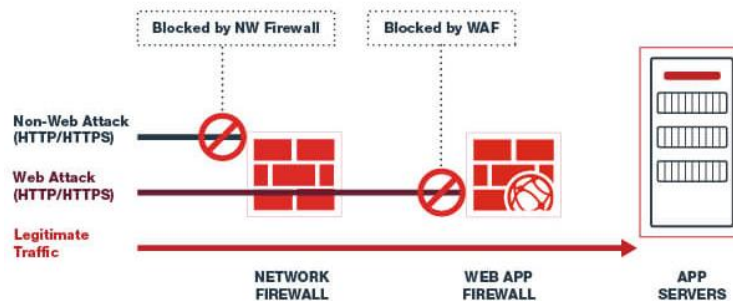 Blocked by NW Firewall
Blocked by WAF
Non-Web Attack
(HTTP/HTTPS)
Web Attack
(HTTP/HTTPS)
Legitimate
Traffic
NETWORK
FIREWALL
WEB APP
FIREWALL
APP
SERVERS